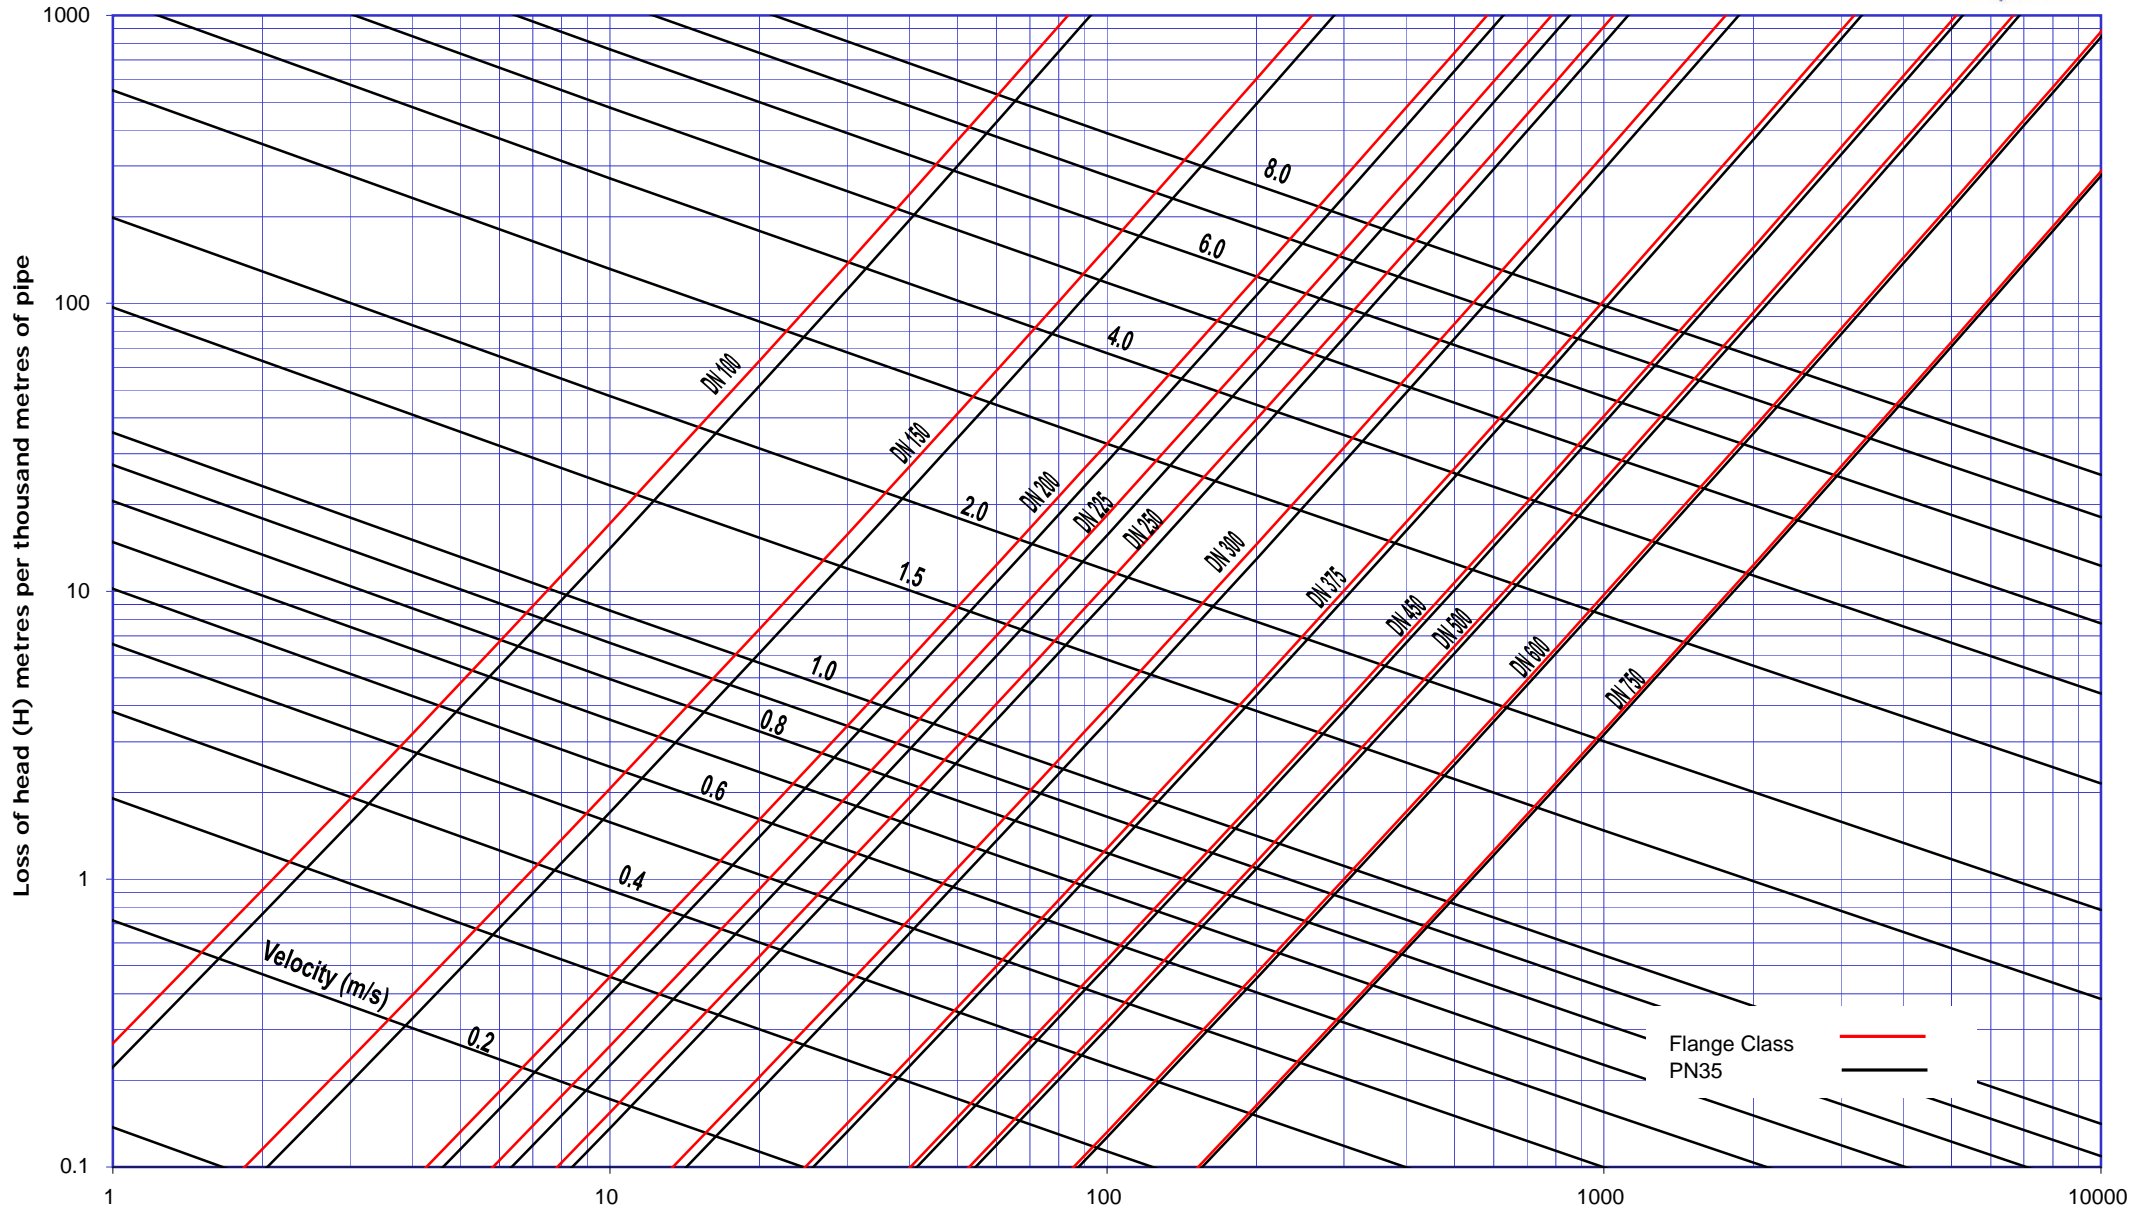 1000
100
10
1
0.1
Loss of head (H) metres per thousand metres of pipe
8.0
6.0
4.0
2.0
1.5
1.0
0.8
0.6
0.4
0.2
Velocity (m/s)
DN 100
DN 150
DN 200
DN 225
DN 250
DN 300
DN 375
DN 450
DN 500
DN 600
DN 750
Flange Class
PN35
1 10 100 1000 10000